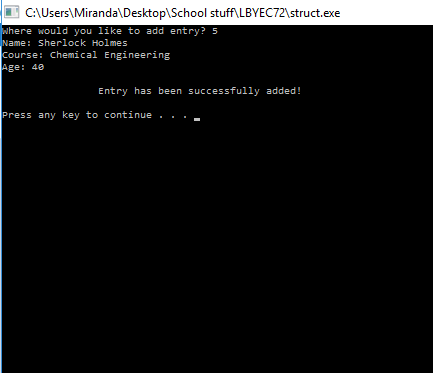 C:\Users\Miranda\Desktop\School stuff\LBYEC72\struct.exe
Where would you like to add entry? 5
Name: Sherlock Holmes
Course: Chemical Engineering
Age: 40
Entry has been successfully added!
Press any key to continue . . .